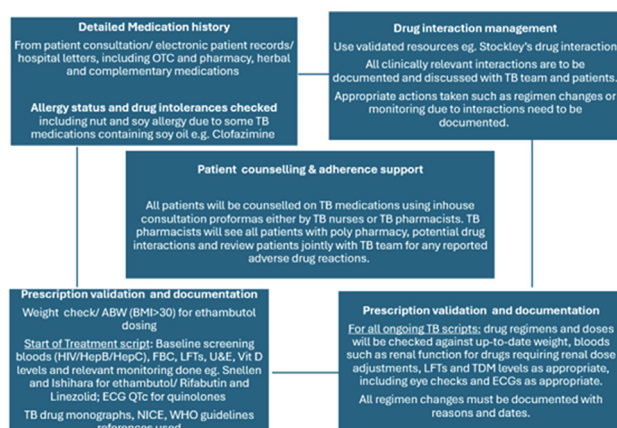 Detailed Medication history
From patient consultation/ electronic patient records/
hospital letters, including OTC and pharmacy, herbal
and complementary medications
Allergy status and drug intolerances checked
including nut and soy allergy due to some TB
medications containing soy oil e.g. Clofazimine
Drug interaction management
Use validated resources eg. Stockley's drug interaction
All clinically relevant interactions are to be
documented and discussed with TB team and patients.
Appropriate actions taken such as regimen changes or
monitoring due to interactions need to be
documented.
Patient counselling & adherence support
All patients will be counselled on TB medications using inhouse
consultation proformas either by TB nurses or TB pharmacists. TB
pharmacists will see all patients with poly pharmacy, potential drug
interactions and review patients jointly with TB team for any reported
adverse drug reactions.
Prescription validation and documentation
Weight check/ ABW (BMI>30) for ethambutol
dosing
Start of Treatment script: Baseline screening
bloods (HIV/HepB/HepC), FBC, LFTs, U&E, Vit D
levels and relevant monitoring done eg.
Snellen and Ishihara for ethambutol/ Rifabutin and
Linezolid; ECG QTc for quinolones
TB drug monographs, NICE, WHO guidelines
references used
Prescription validation and documentation
For all ongoing TB scripts: drug regimens and doses
will be checked against up-to-date weight, bloods
such as renal function for drugs requiring renal dose
adjustments, LFTs and TDM levels as appropriate,
including eye checks and ECGs as appropriate.
All regimen changes must be documented with
reasons and dates.